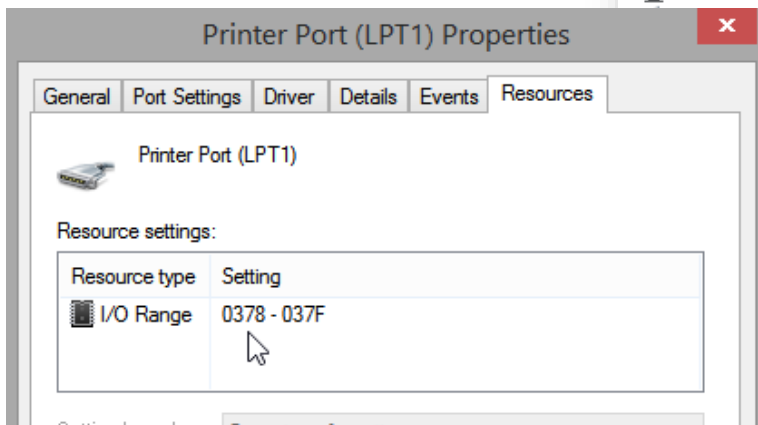 Printer Port (LPT1) Properties
x
General Port Settings Driver Details Events Resources
Printer Port (LPT1)
Resource settings:
Resource type Setting
I/O Range 0378 - 037F